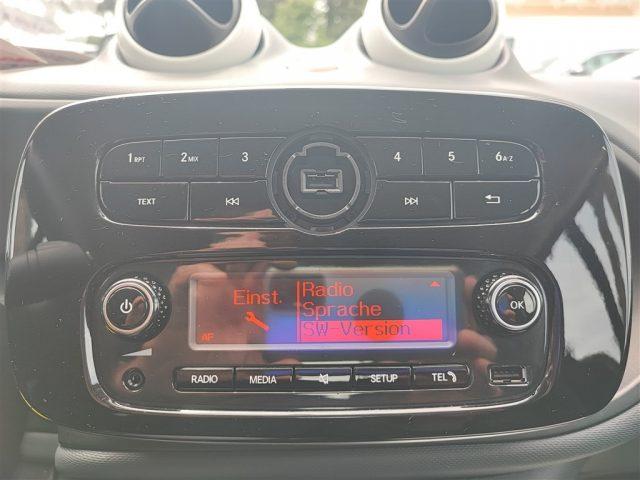 1 RPT 2 MIX 3 4 5 6 A-Z
TEXT
Einst. Radio
Sprache
SW-Version
AF
OK
RADIO MEDIA SETUP TEL